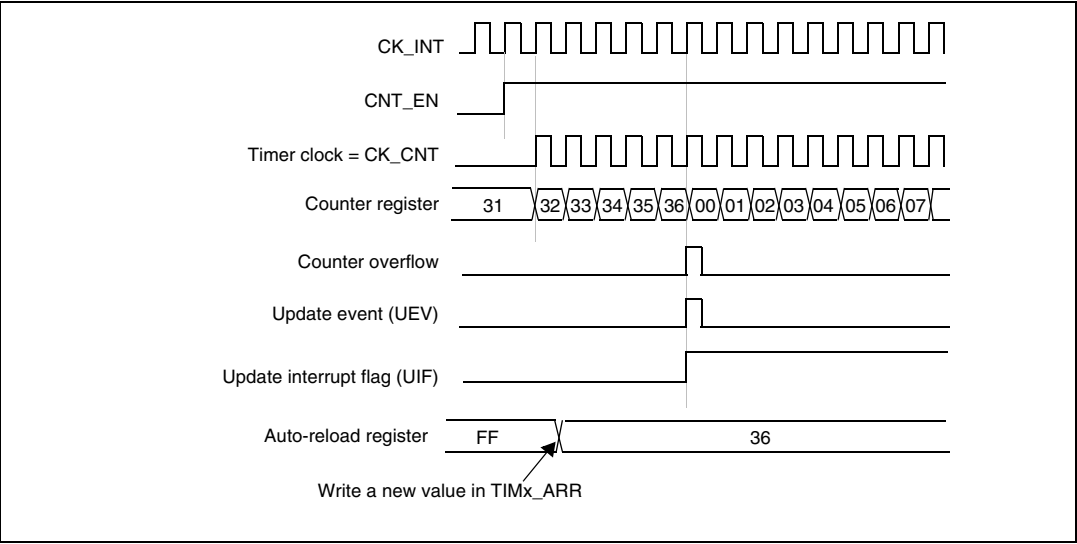 CK_INT
CNT_EN
Timer clock = CK_CNT
Counter register 31 32 33 34 35 36 00 01 02 03 04 05 06 07
Counter overflow
Update event (UEV)
Update interrupt flag (UIF)
Auto-reload register FF 36
Write a new value in TIMx_ARR